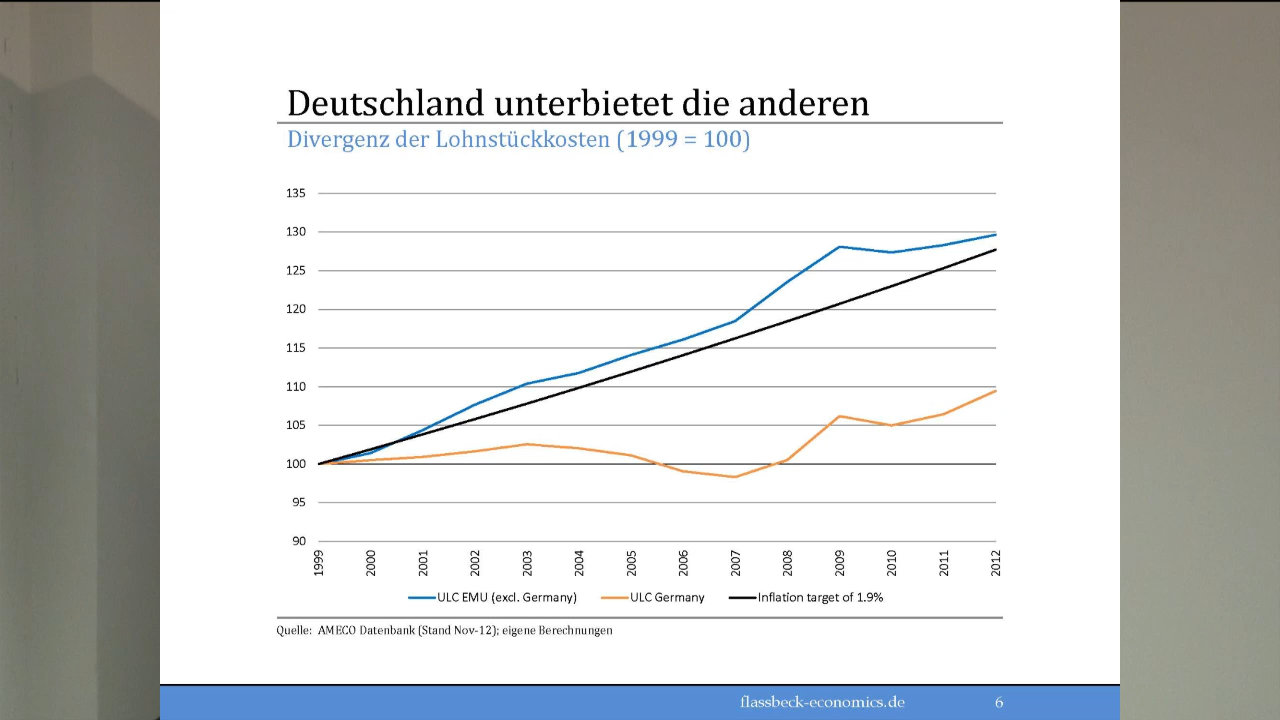 Deutschland unterbietet die anderen
Divergenz der Lohnstückkosten (1999 = 100)
135
130
125
120
115
110
105
100
95
90
1999 2000 2001 2002 2003 2004 2005 2006 2007 2008 2009 2010 2011 2012
ULC EMU (excl. Germany) ULC Germany Inflation target of 1.9%
Quelle: AMECO Datenbank (Stand Nov-12); eigene Berechnungen
flassbeck-economics.de 6